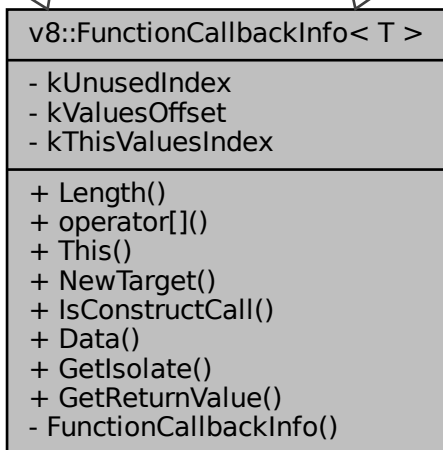 v8::FunctionCallbackInfo< T >
- kUnusedIndex
- kValuesOffset
- kThisValuesIndex
+ Length()
+ operator[]()
+ This()
+ NewTarget()
+ IsConstructCall()
+ Data()
+ GetIsolate()
+ GetReturnValue()
- FunctionCallbackInfo()